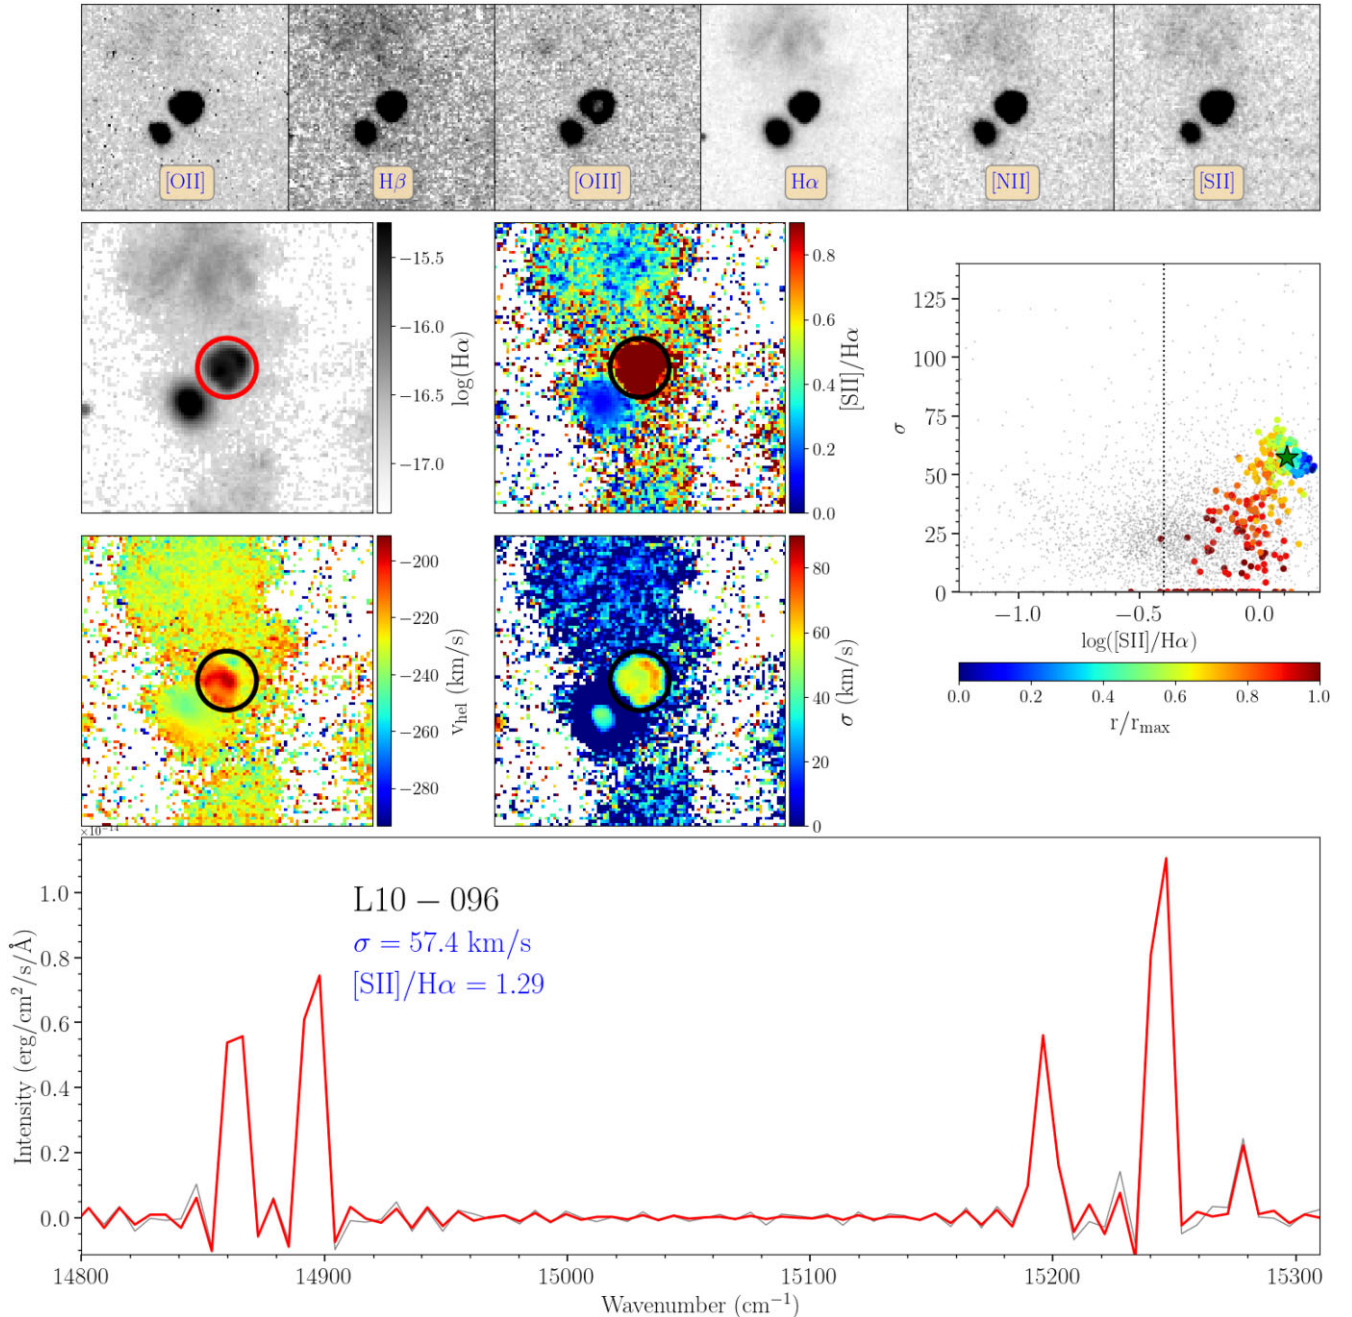 [OII] Hβ [OIII] Hα [NII] [SII]
−15.5
−16.0
−16.5
−17.0
log(Hα)
0.8
0.6
0.4
0.2
0.0
[SII]/Hα
125
100
75
50
25
0
σ
−1.0 −0.5 0.0
log([SII]/Hα)
0.0 0.2 0.4 0.6 0.8 1.0
r/rmax
−200
−220
−240
−260
−280
vhel (km/s)
80
60
40
20
0
σ (km/s)
×10−14
L10 − 096
σ = 57.4 km/s
[SII]/Hα = 1.29
1.0
0.8
0.6
0.4
0.2
0.0
Intensity (erg/cm2/s/Å)
14800 14900 15000 15100 15200 15300
Wavenumber (cm−1)